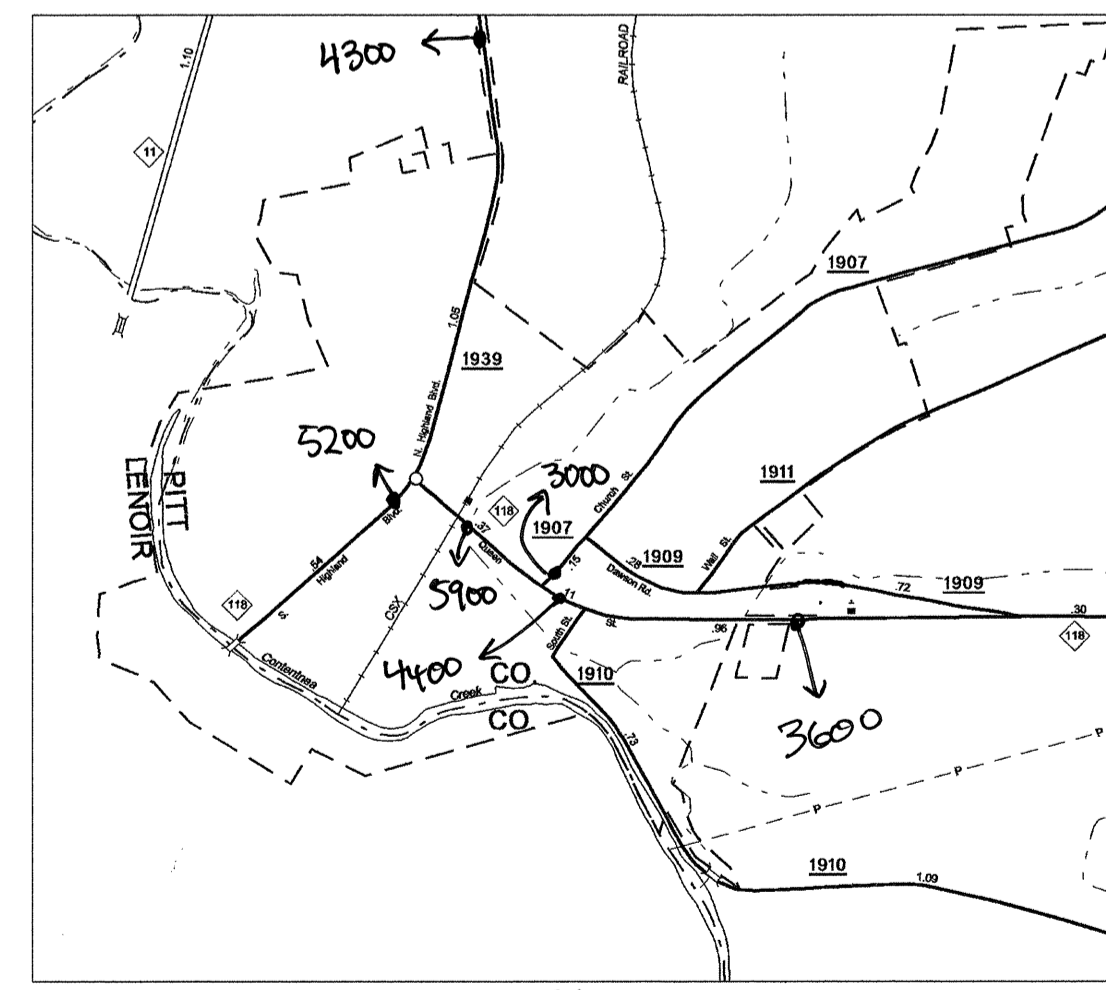 4300
RAILROAD
1.10
11
1907
1.06
1939
N. Highland Blvd.
5200
3000
118
1907
Church St.
1911
PITT
LENOIR
Blvd.
.37
Queen
.15
.28
1909
Dawson Rd.
Wall St.
.54
Highland
5900
.11
.72
1909
118
CSX
South St.
.96
.30
118
4400
CO.
1910
Contentnea
Creek
CO
3600
.73
P
P
P
1910
1.09